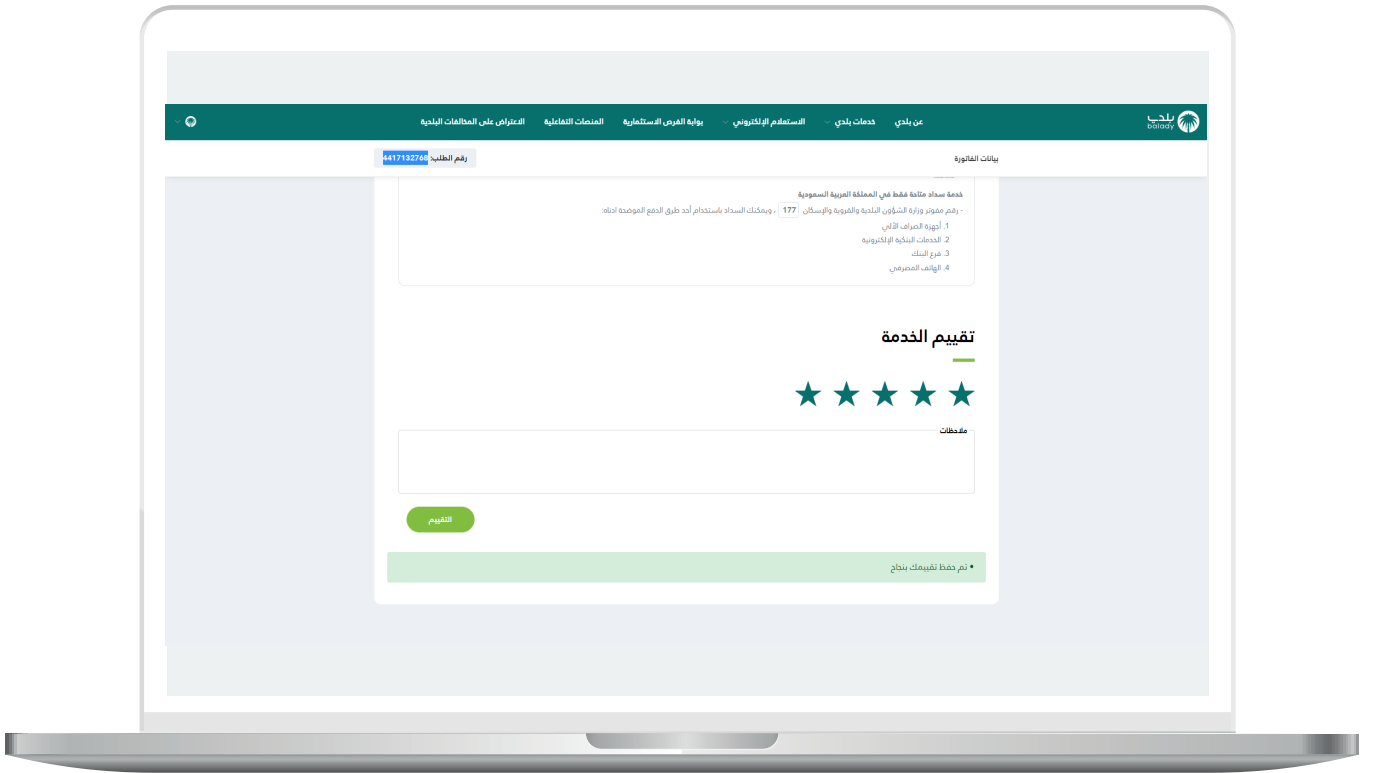 بلدي
balady
عن بلدي
خدمات بلدي
الاستعلام الإلكتروني
بوابة الفرص الاستثمارية
المنصات التفاعلية
الاعتراض على المخالفات البلدية
بيانات الفاتورة
رقم الطلب: 4417132768
خدمة سداد متاحة فقط في المملكة العربية السعودية
- رقم مفوتر وزارة الشؤون البلدية والقروية والإسكان 177 ، ويمكنك السداد باستخدام أحد طرق الدفع الموضحة ادناه:
1. أجهزة الصراف الألي
2. الخدمات البنكية الإلكترونية
3. فرع البنك
4. الهاتف المصرفي
تقييم الخدمة
ملاحظات
التقييم
• تم حفظ تقييمك بنجاح